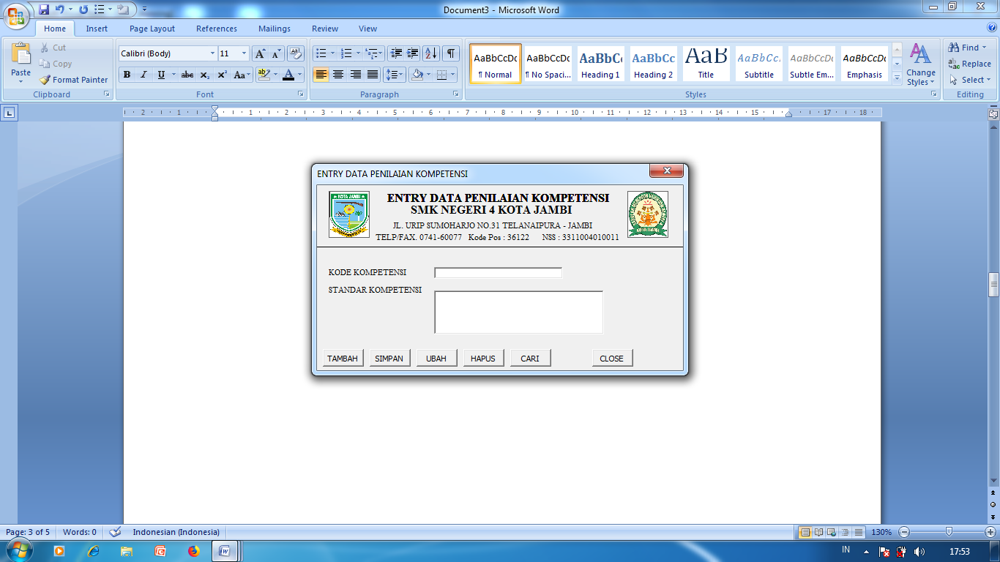 Document3 - Microsoft Word
Home Insert Page Layout References Mailings Review View
Paste
Cut
Copy
Format Painter
Clipboard
Calibri (Body) 11
B I U abc x₂ x² Aa
Font
Paragraph
AaBbCcDc AaBbCcDc AaBbC AaBbCc AaB AaBbCc. AaBbCcDc AaBbCcDc
¶ Normal ¶ No Spaci... Heading 1 Heading 2 Title Subtitle Subtle Em... Emphasis
Change Styles
Styles
Find
Replace
Select
Editing
2 1 1 2 3 4 5 6 7 8 9 10 11 12 13 14 15 17 18
ENTRY DATA PENILAIAN KOMPETENSI
KOTA JAMBI
ENTRY DATA PENILAIAN KOMPETENSI
SMK NEGERI 4 KOTA JAMBI
JL. URIP SUMOHARJO NO.31 TELANAIPURA - JAMBI
TELP/FAX. 0741-60077 Kode Pos : 36122 NSS : 3311004010011
KOTA JAMBI
KODE KOMPETENSI
STANDAR KOMPETENSI
TAMBAH SIMPAN UBAH HAPUS CARI CLOSE
Page: 3 of 5 Words: 0 Indonesian (Indonesia) 130%
IN 17:53